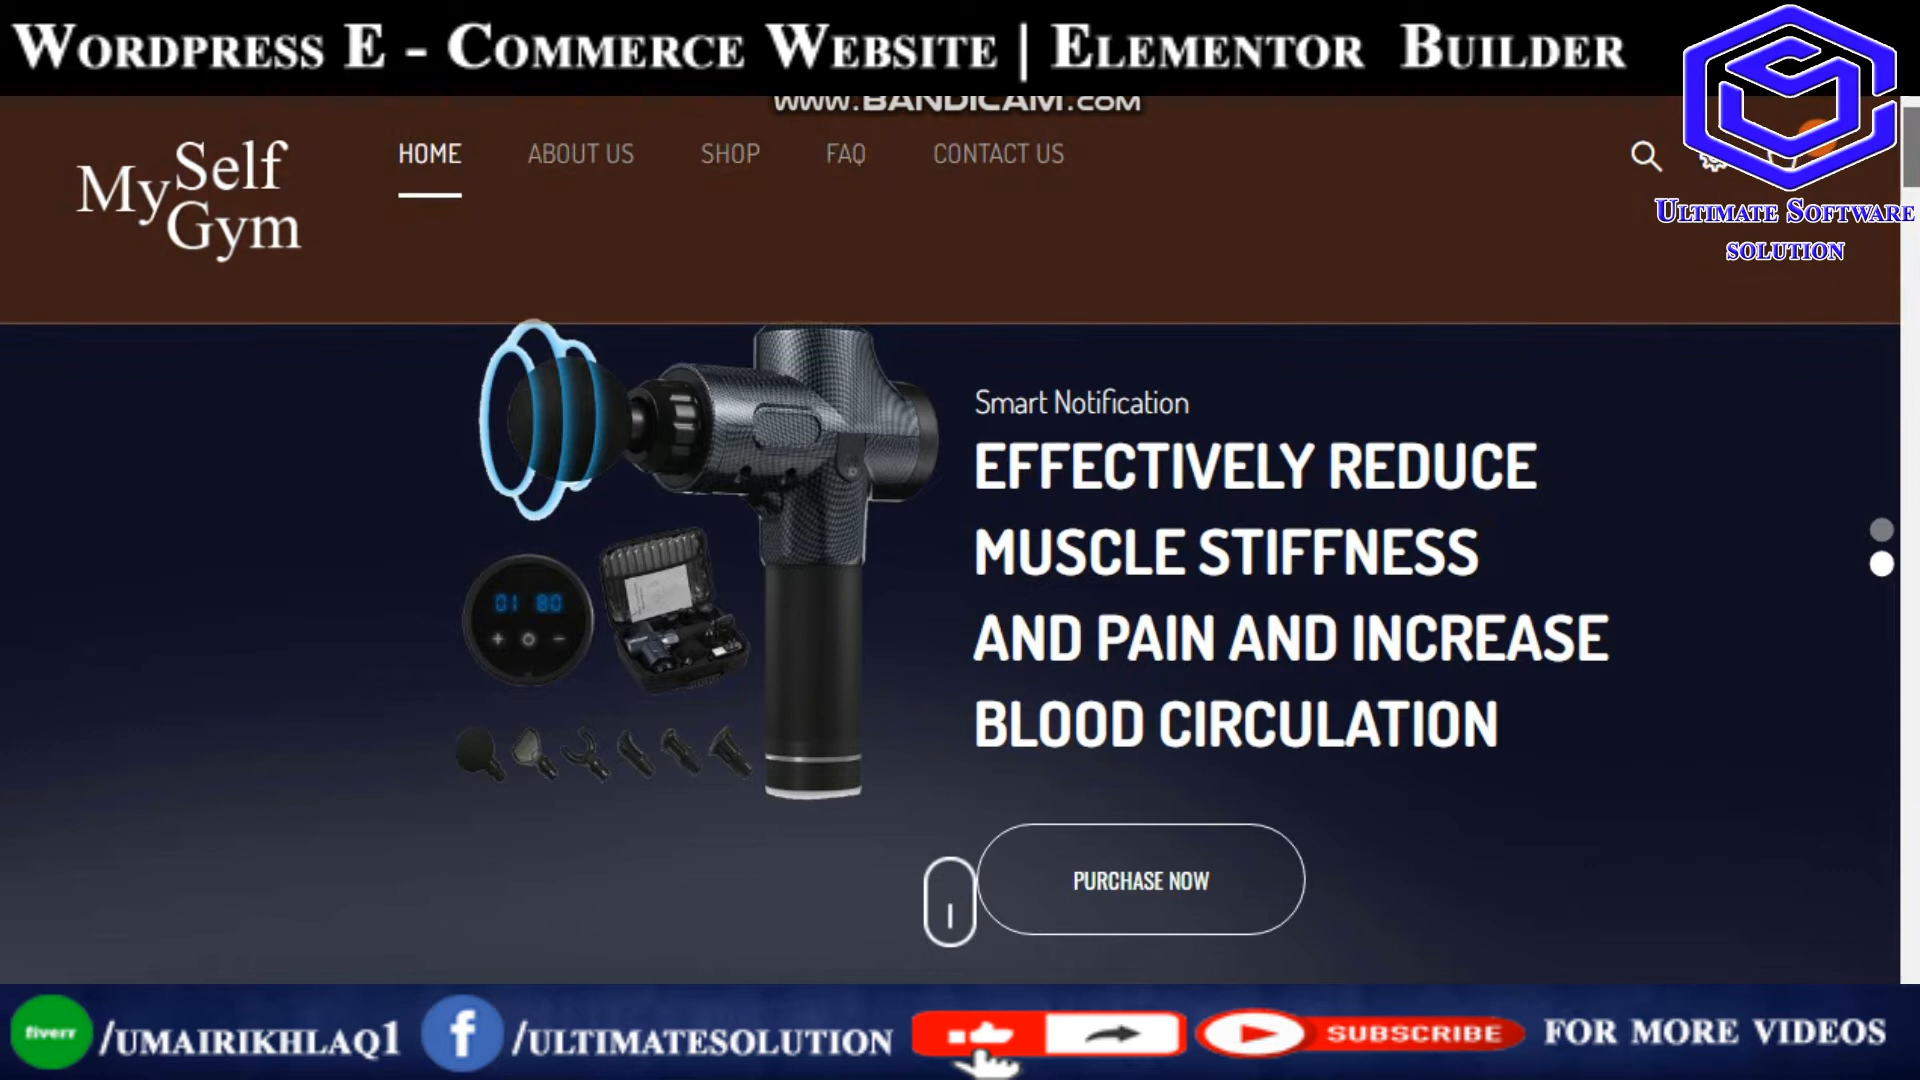 WORDPRESS E - COMMERCE WEBSITE | ELEMENTOR BUILDER
WWW.BANDICAM.COM
My Self Gym
HOME ABOUT US SHOP FAQ CONTACT US
ULTIMATE SOFTWARE
SOLUTION
Smart Notification
EFFECTIVELY REDUCE
MUSCLE STIFFNESS
AND PAIN AND INCREASE
BLOOD CIRCULATION
01 80
PURCHASE NOW
fiverr /UMAIRIKHLAQ1 f /ULTIMATESOLUTION SUBSCRIBE FOR MORE VIDEOS